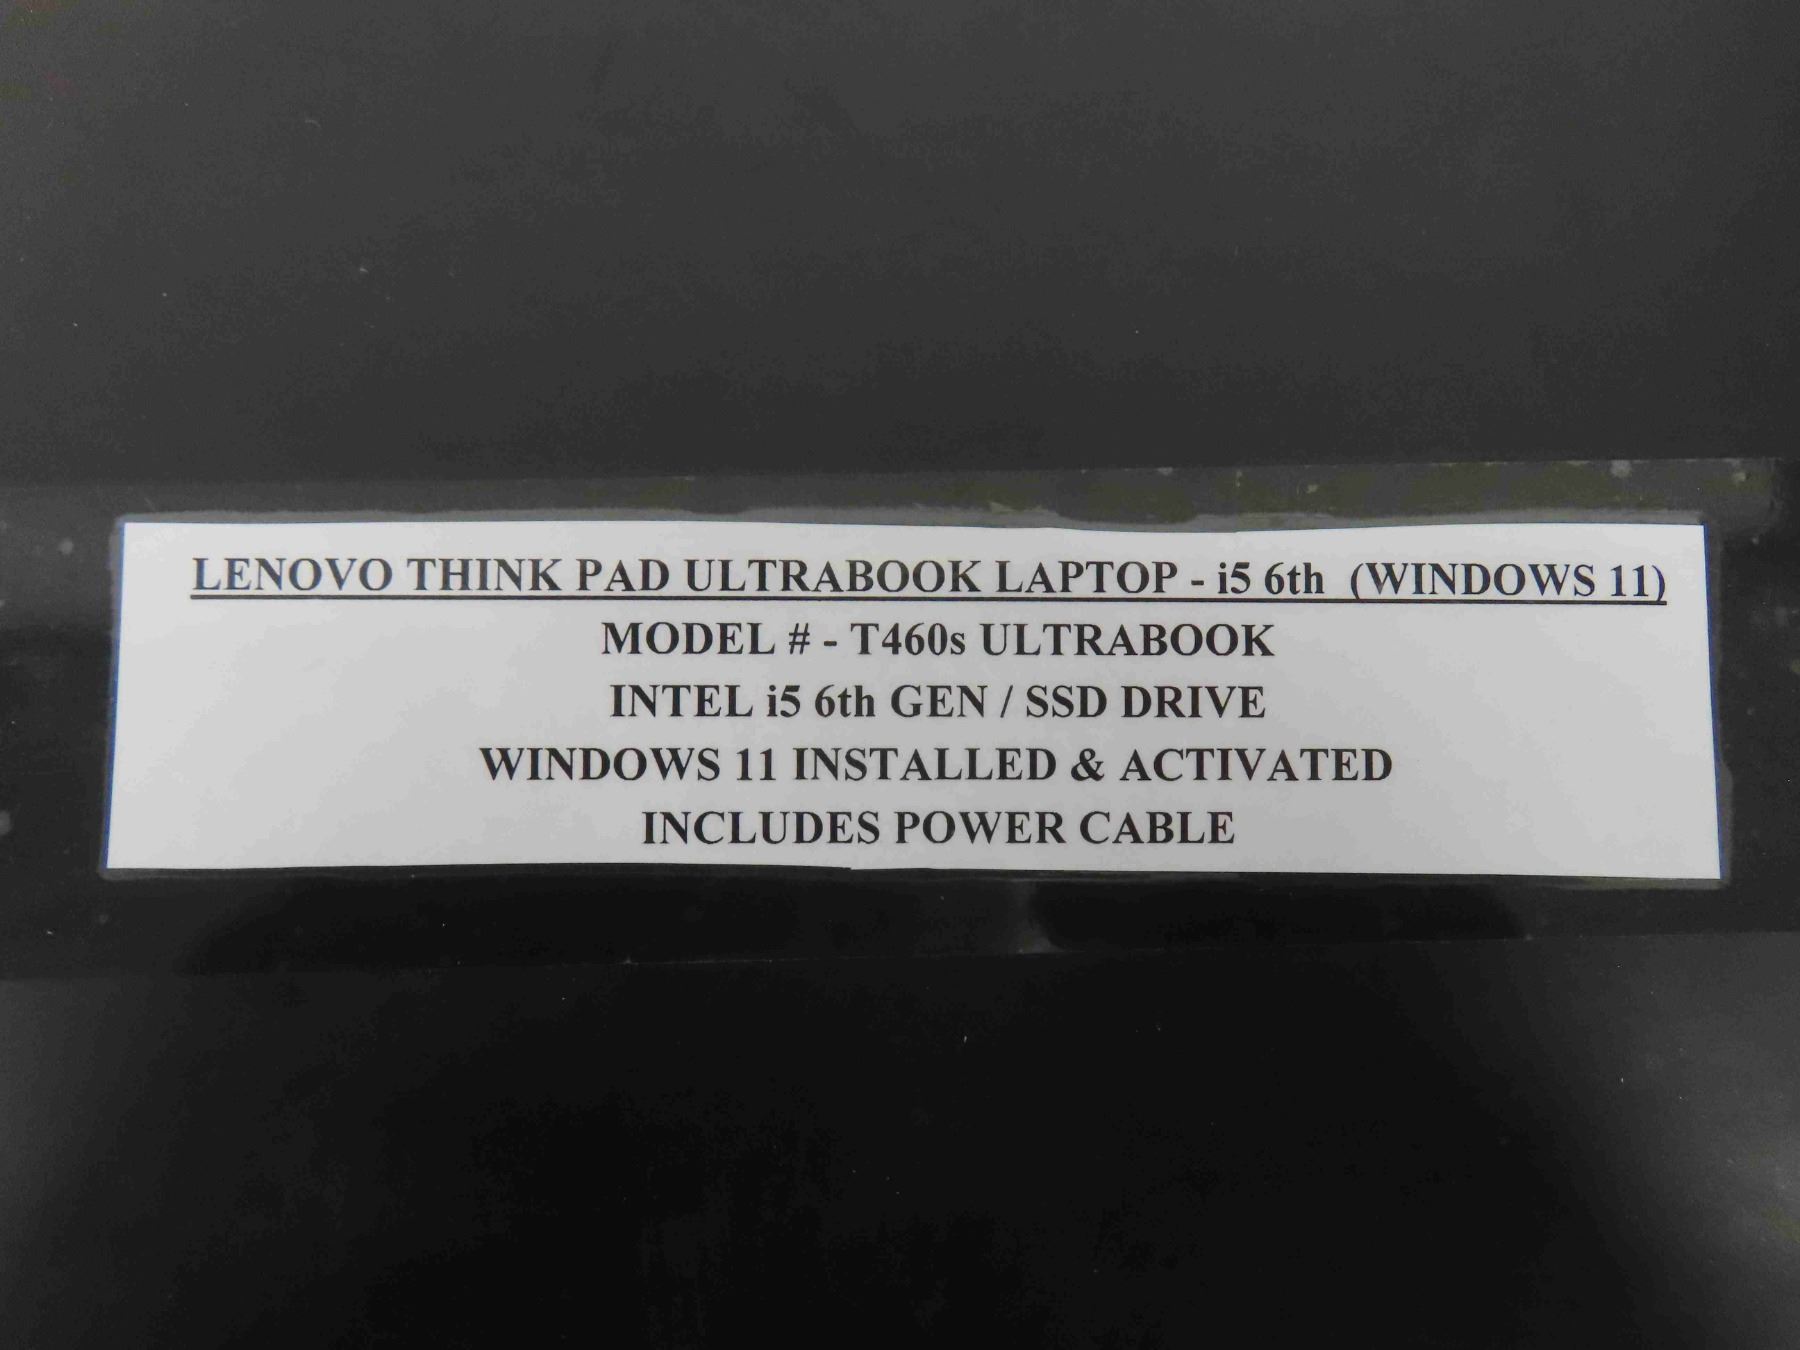 LENOVO THINK PAD ULTRABOOK LAPTOP - i5 6th (WINDOWS 11)
MODEL # - T460s ULTRABOOK
INTEL i5 6th GEN / SSD DRIVE
WINDOWS 11 INSTALLED & ACTIVATED
INCLUDES POWER CABLE